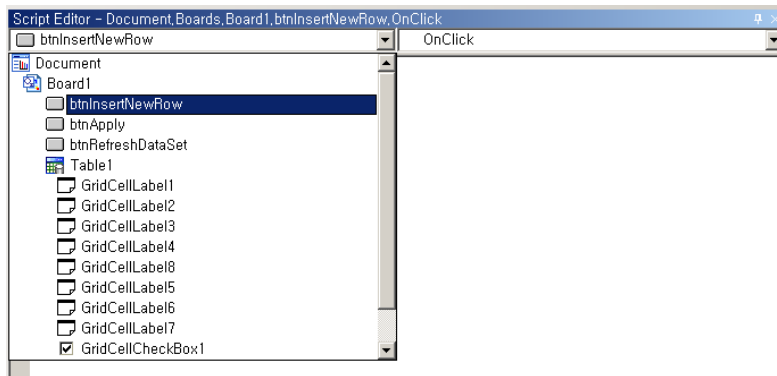 Script Editor - Document,Boards,Board1,btnInsertNewRow,OnClick
btnInsertNewRow OnClick
Document
Board1
btnInsertNewRow
btnApply
btnRefreshDataSet
Table1
GridCellLabel1
GridCellLabel2
GridCellLabel3
GridCellLabel4
GridCellLabel8
GridCellLabel5
GridCellLabel6
GridCellLabel7
GridCellCheckBox1